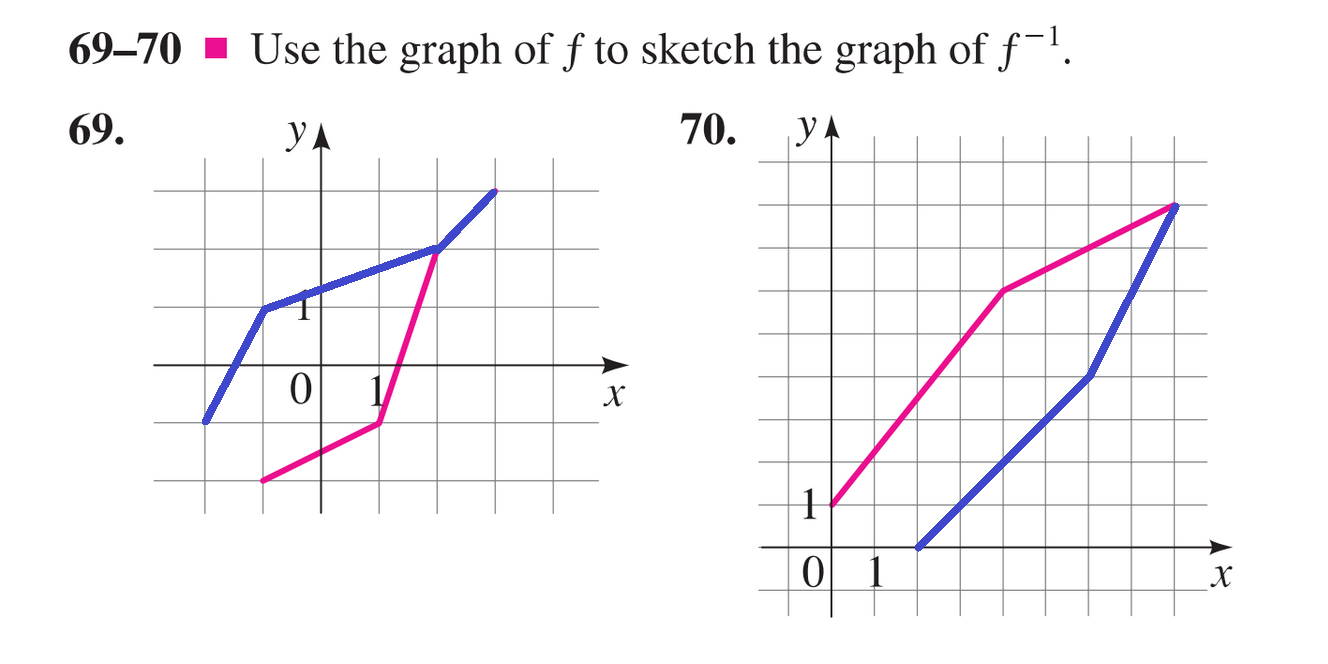 69–70 ■ Use the graph of f to sketch the graph of f⁻¹.
69.
y
1
0 1
x
70.
y
1
0 1
x